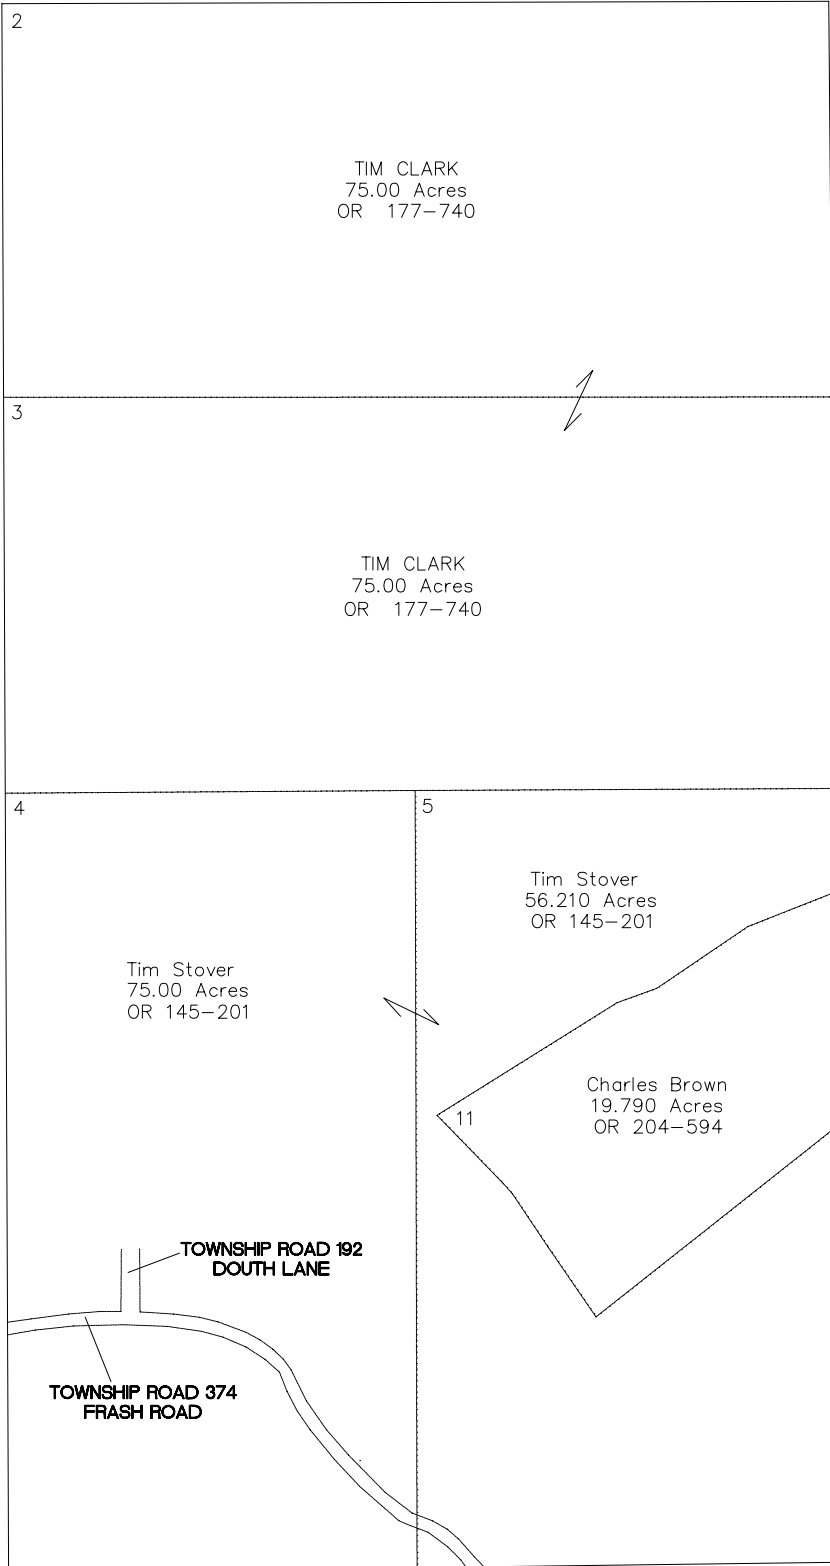 2
TIM CLARK
75.00 Acres
OR 177-740
3
TIM CLARK
75.00 Acres
OR 177-740
4
5
Tim Stover
56.210 Acres
OR 145-201
Tim Stover
75.00 Acres
OR 145-201
Charles Brown
19.790 Acres
OR 204-594
11
TOWNSHIP ROAD 192
DOUTH LANE
TOWNSHIP ROAD 374
FRASH ROAD